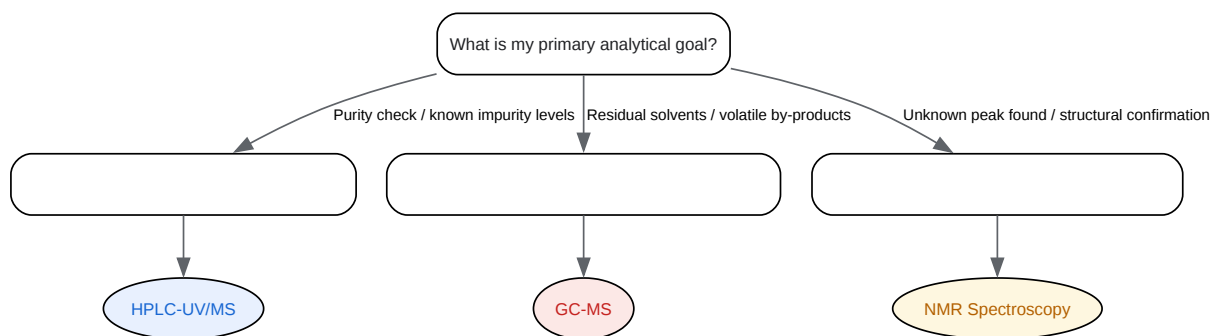 What is my primary analytical goal?
Purity check / known impurity levels
Residual solvents / volatile by-products
Unknown peak found / structural confirmation
HPLC-UV/MS
GC-MS
NMR Spectroscopy